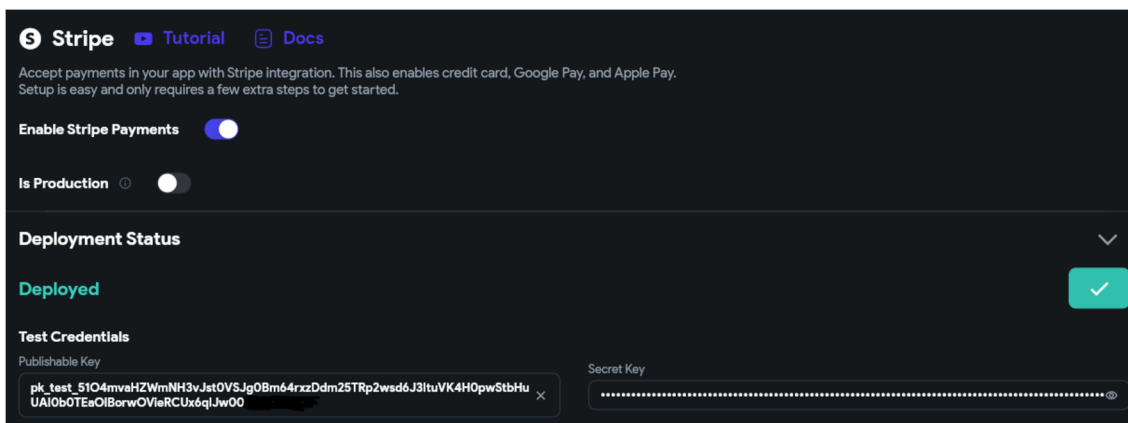 Stripe Tutorial Docs
Accept payments in your app with Stripe integration. This also enables credit card, Google Pay, and Apple Pay.
Setup is easy and only requires a few extra steps to get started.
Enable Stripe Payments
Is Production
Deployment Status
Deployed
Test Credentials
Publishable Key
Secret Key
pk_test_51O4mvaHZWmNH3vJst0VSJg0Bm64rxzDdm25TRp2wsd6J3ItuVK4H0pwStbHu
UAI0b0TEaOIBorwOVieRCUx6qIJw00